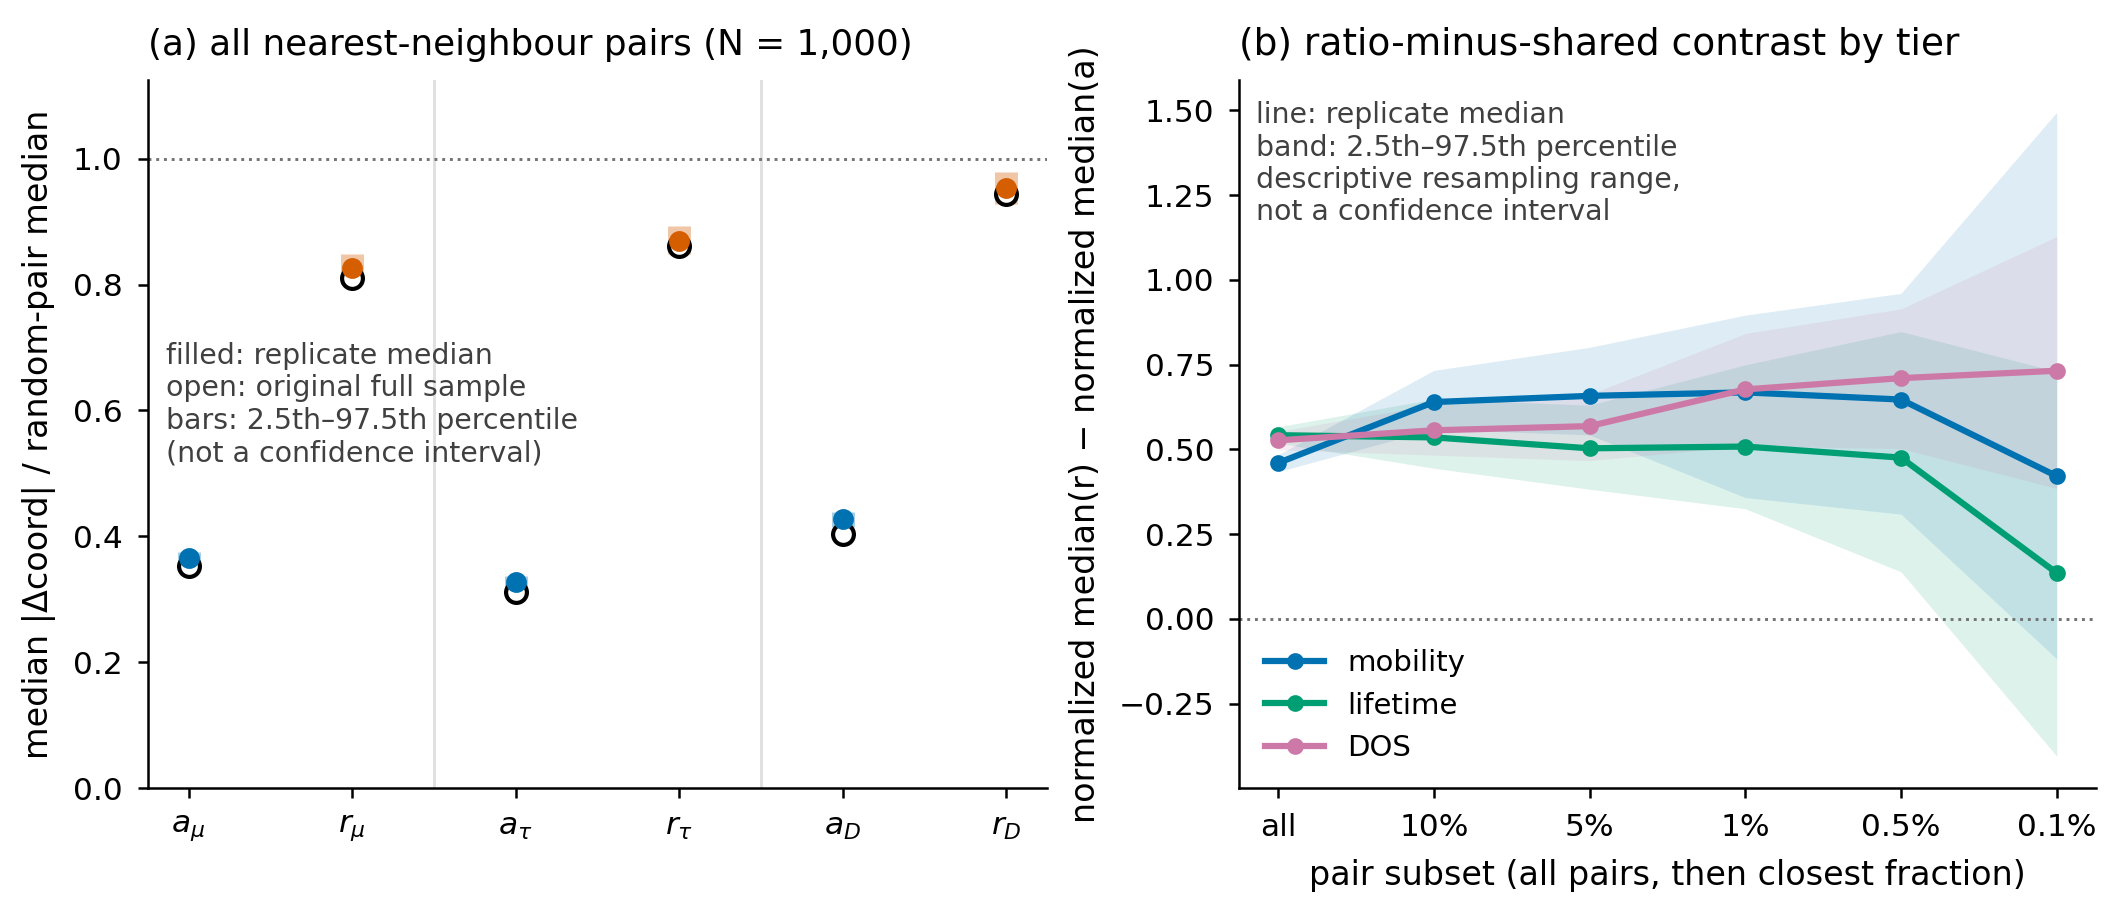 (a) all nearest-neighbour pairs (N = 1,000)
median |Δcoord| / random-pair median
1.0
0.8
0.6
0.4
0.2
0.0
filled: replicate median
open: original full sample
bars: 2.5th–97.5th percentile
(not a confidence interval)
aμ rμ aτ rτ aD rD
(b) ratio-minus-shared contrast by tier
normalized median(r) − normalized median(a)
1.50
1.25
1.00
0.75
0.50
0.25
0.00
−0.25
line: replicate median
band: 2.5th–97.5th percentile
descriptive resampling range,
not a confidence interval
mobility
lifetime
DOS
all 10% 5% 1% 0.5% 0.1%
pair subset (all pairs, then closest fraction)